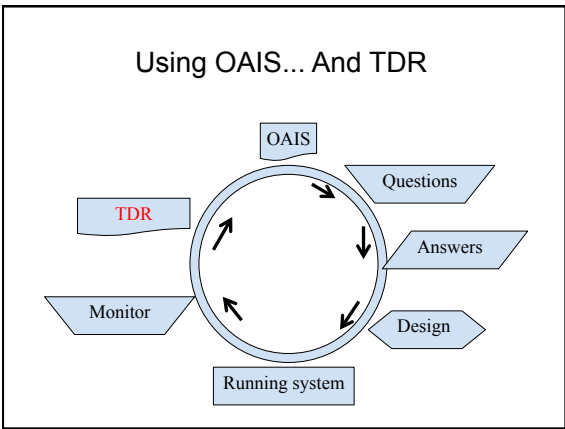 Using OAIS... And TDR
OAIS
Questions
Answers
Design
Running system
Monitor
TDR